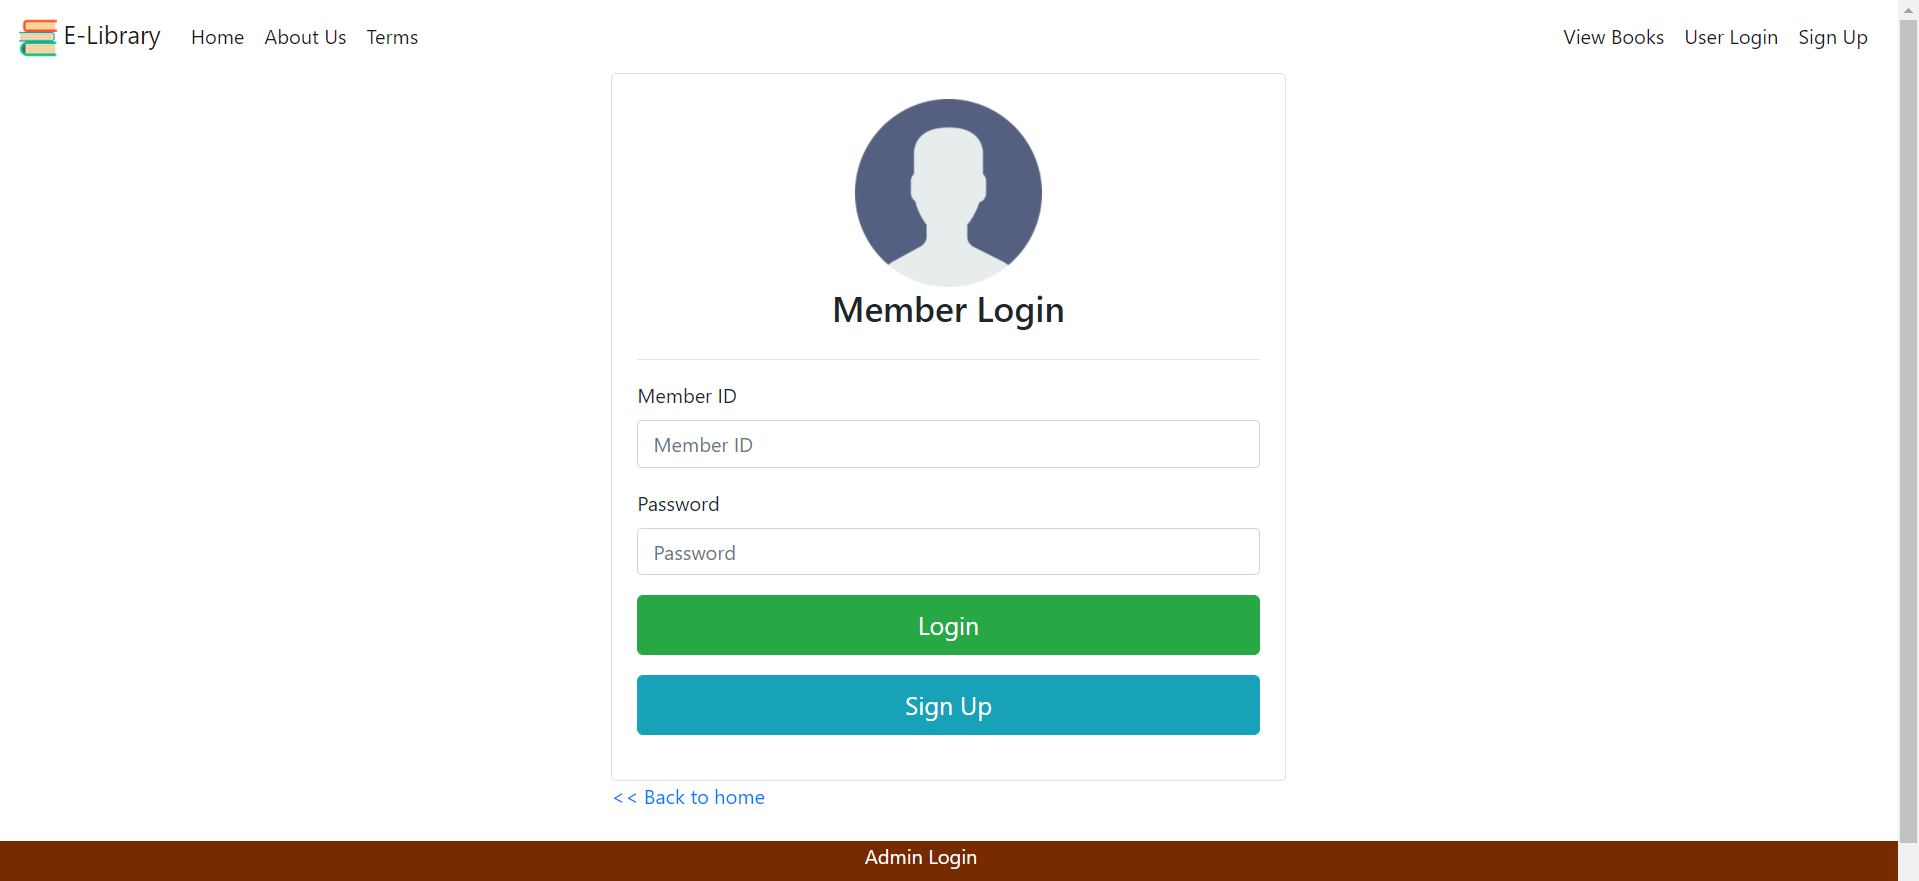 E-Library Home About Us Terms View Books User Login Sign Up
Member Login
Member ID
Member ID
Password
Password
Login
Sign Up
<< Back to home
Admin Login